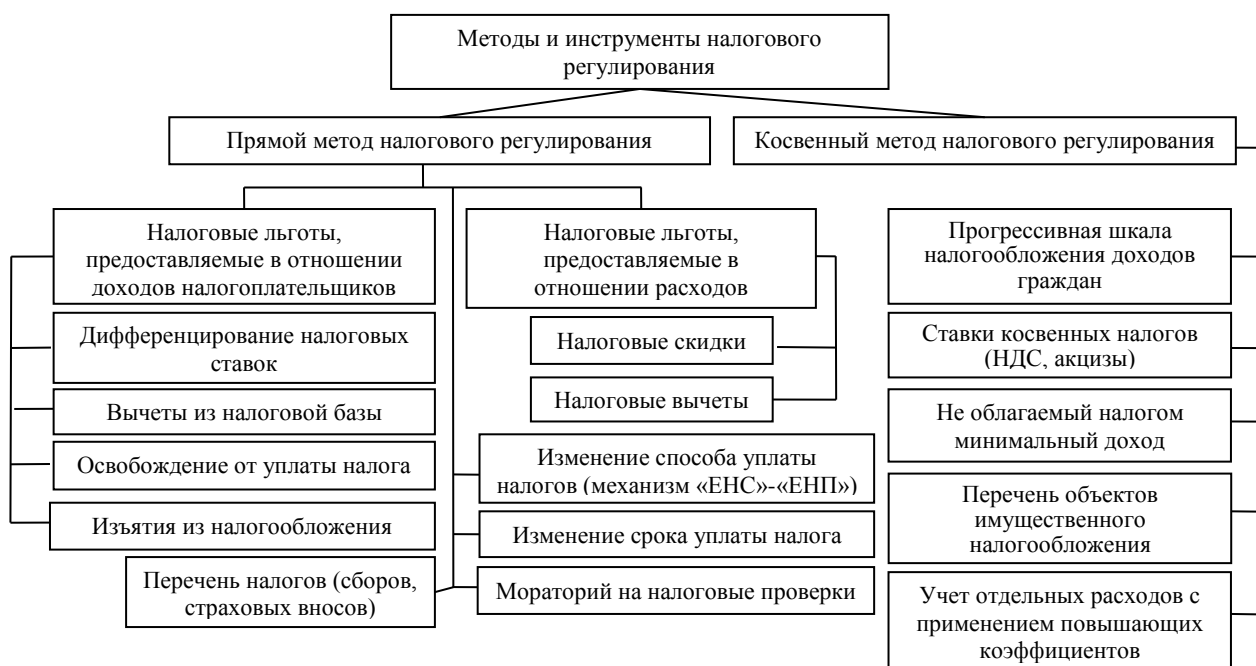 Методы и инструменты налогового
регулирования
Прямой метод налогового регулирования
Косвенный метод налогового регулирования
Налоговые льготы,
предоставляемые в отношении
доходов налогоплательщиков
Дифференцирование налоговых
ставок
Вычеты из налоговой базы
Освобождение от уплаты налога
Изъятия из налогообложения
Перечень налогов (сборов,
страховых вносов)
Налоговые льготы,
предоставляемые в
отношении расходов
Налоговые скидки
Налоговые вычеты
Изменение способа уплаты
налогов (механизм «ЕНС»-«ЕНП»)
Изменение срока уплаты налога
Мораторий на налоговые проверки
Прогрессивная шкала
налогообложения доходов
граждан
Ставки косвенных налогов
(НДС, акцизы)
Не облагаемый налогом
минимальный доход
Перечень объектов
имущественного
налогообложения
Учет отдельных расходов с
применением повышающих
коэффициентов